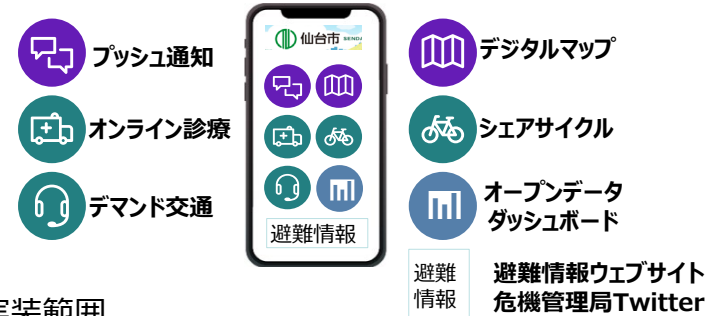 プッシュ通知
オンライン診療
デマンド交通
仙台市
避難情報
デジタルマップ
シェアサイクル
オープンデータ
ダッシュボード
避難
情報
避難情報ウェブサイト
危機管理局Twitter